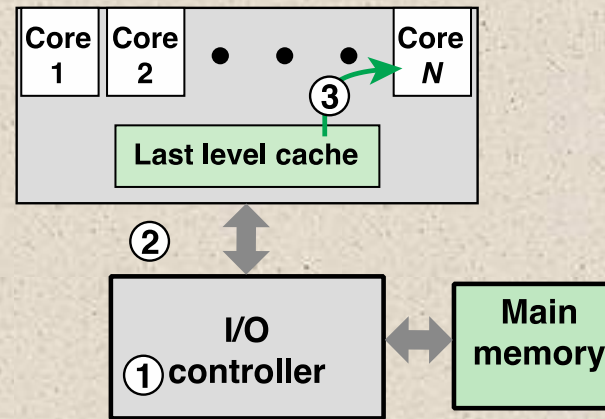 Core
1
Core
2
Core
N
3
Last level cache
2
I/O
1 controller
Main
memory